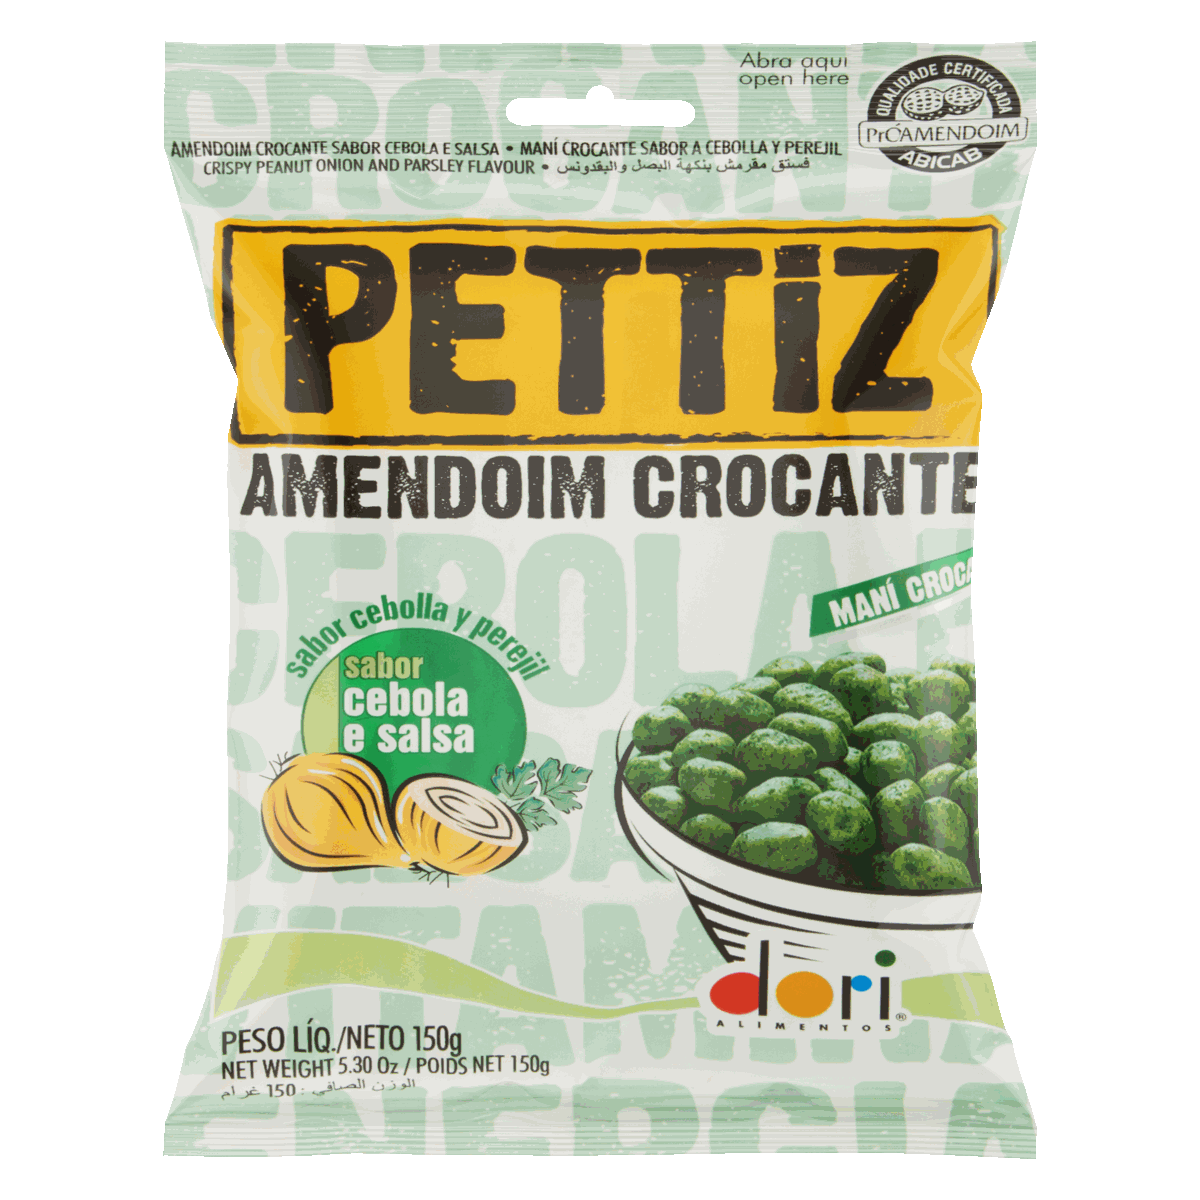 Abra aqui
open here
QUALIDADE CERTIFICADA
PrÓAMENDOIM
ABICAB
AMENDOIM CROCANTE SABOR CEBOLA E SALSA • MANÍ CROCANTE SABOR A CEBOLLA Y PEREJIL
CRISPY PEANUT ONION AND PARSLEY FLAVOUR • فستق مقرمش بنكهة البصل والبقدونس
PETTiZ
AMENDOIM CROCANTE
MANÍ CROCA
sabor cebolla y perejil
sabor
cebola
e salsa
dori
ALIMENTOS
PESO LÍQ./NETO 150g
NET WEIGHT 5.30 Oz / POIDS NET 150g
الوزن الصافي : 150 غرام